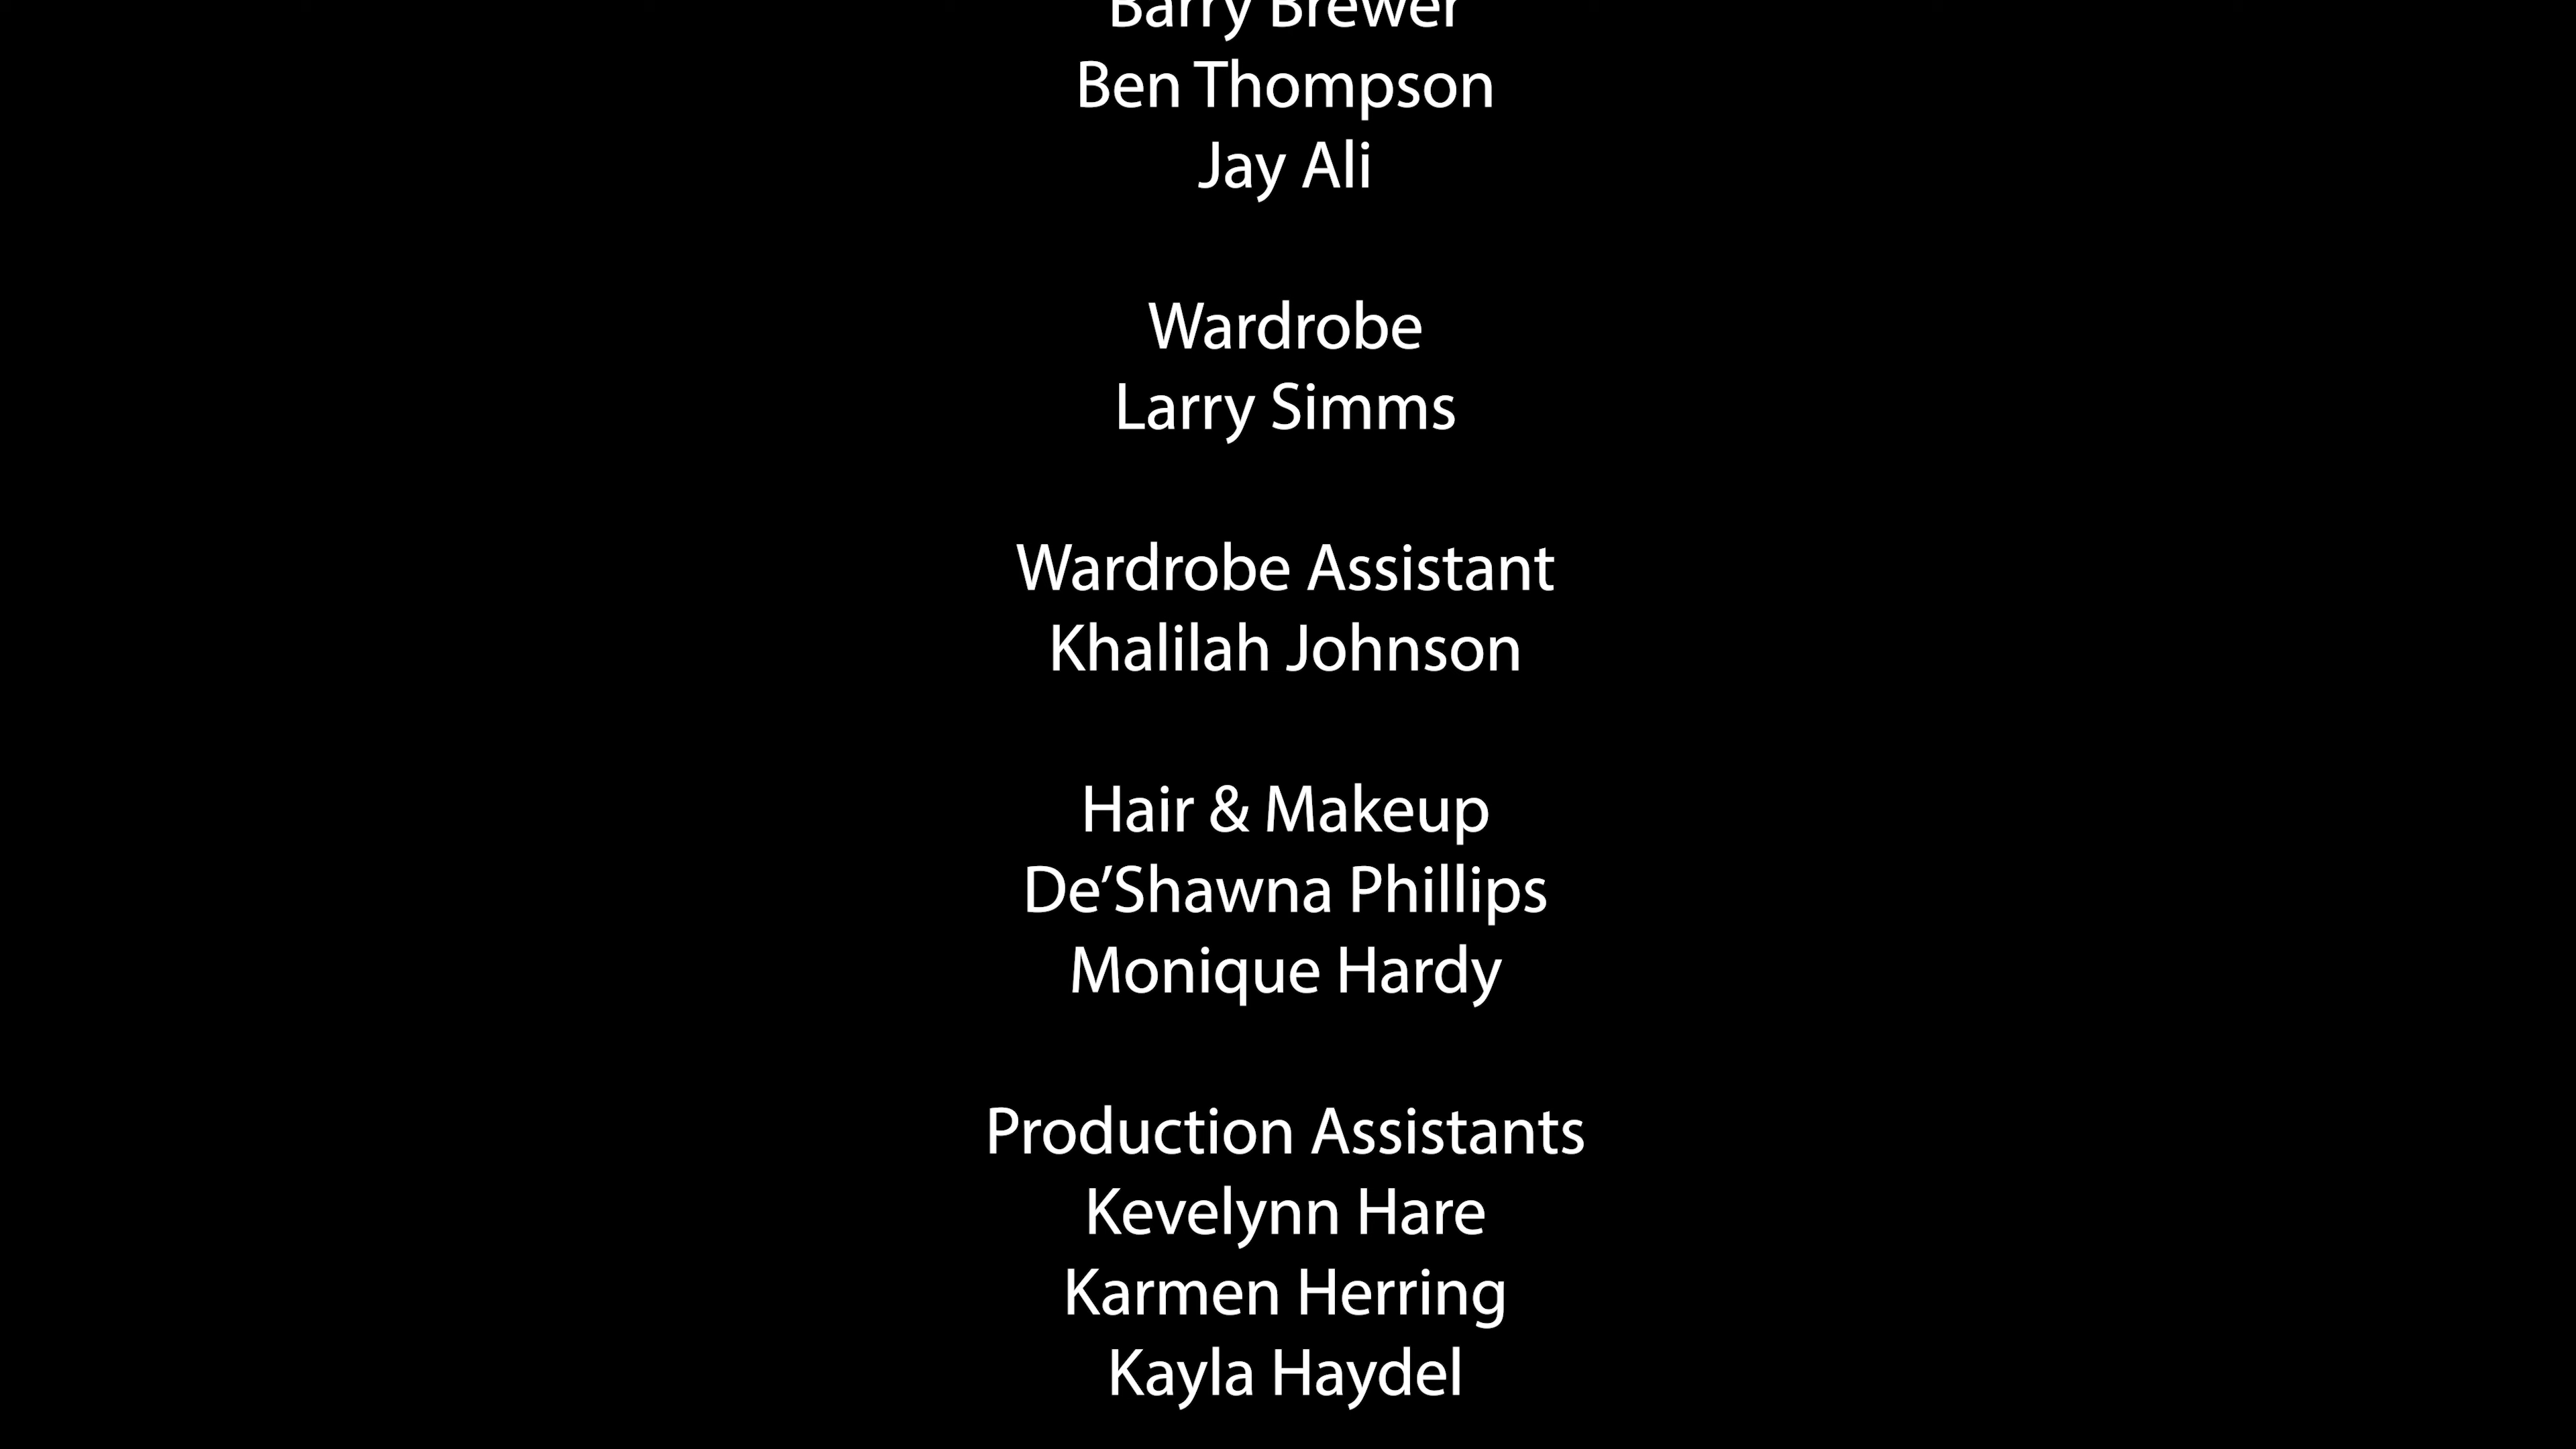 Barry Brewer
Ben Thompson
Jay Ali
Wardrobe
Larry Simms
Wardrobe Assistant
Khalilah Johnson
Hair & Makeup
De’Shawna Phillips
Monique Hardy
Production Assistants
Kevelynn Hare
Karmen Herring
Kayla Haydel